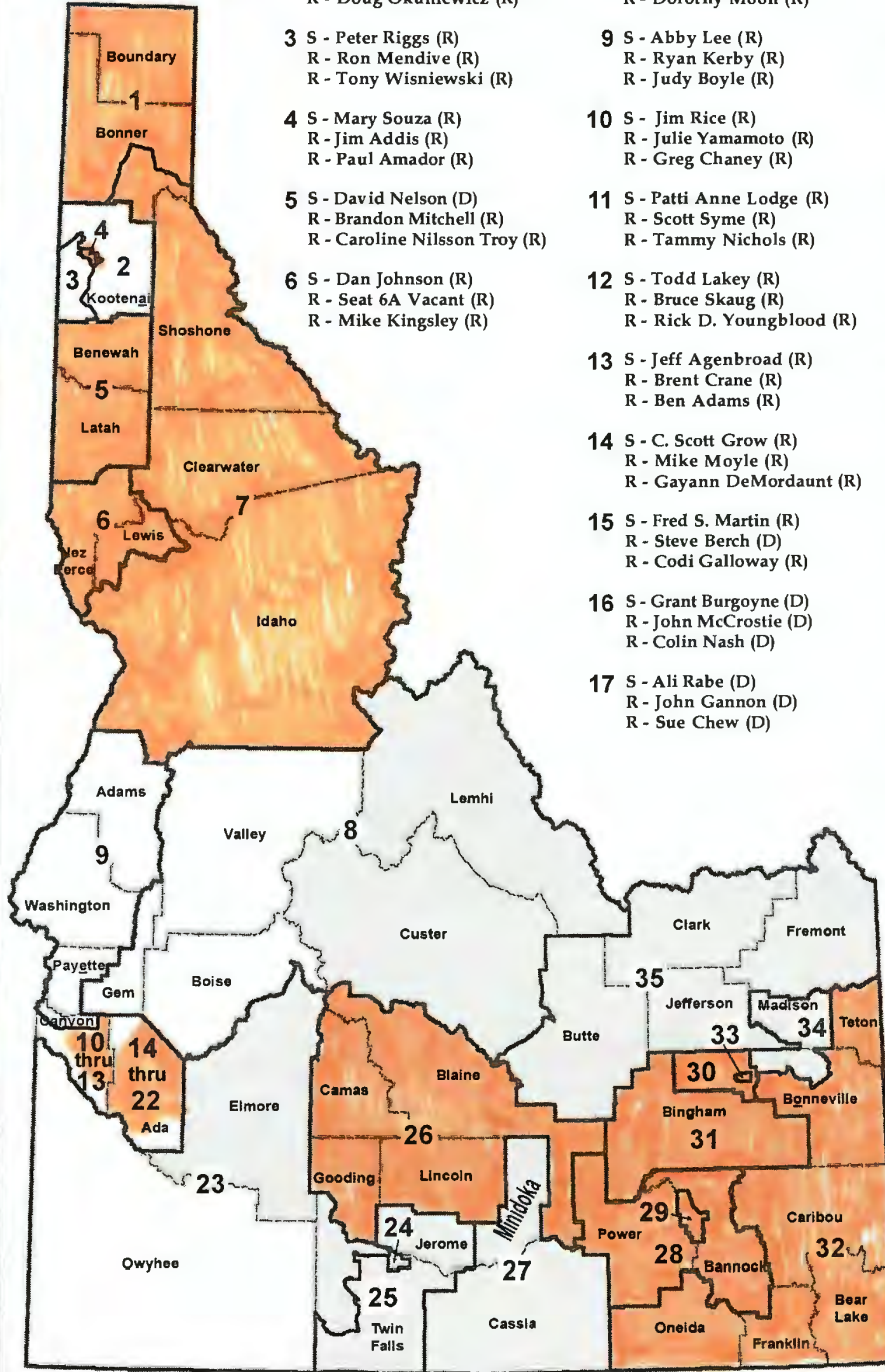 R - Doug Okuniewicz (R)
3 S - Peter Riggs (R)
R - Ron Mendive (R)
R - Tony Wisniewski (R)
4 S - Mary Souza (R)
R - Jim Addis (R)
R - Paul Amador (R)
5 S - David Nelson (D)
R - Brandon Mitchell (R)
R - Caroline Nilsson Troy (R)
6 S - Dan Johnson (R)
R - Seat 6A Vacant (R)
R - Mike Kingsley (R)
R - Dorothy Moon (R)
9 S - Abby Lee (R)
R - Ryan Kerby (R)
R - Judy Boyle (R)
10 S - Jim Rice (R)
R - Julie Yamamoto (R)
R - Greg Chaney (R)
11 S - Patti Anne Lodge (R)
R - Scott Syme (R)
R - Tammy Nichols (R)
12 S - Todd Lakey (R)
R - Bruce Skaug (R)
R - Rick D. Youngblood (R)
13 S - Jeff Agenbroad (R)
R - Brent Crane (R)
R - Ben Adams (R)
14 S - C. Scott Grow (R)
R - Mike Moyle (R)
R - Gayann DeMordaunt (R)
15 S - Fred S. Martin (R)
R - Steve Berch (D)
R - Codi Galloway (R)
16 S - Grant Burgoyne (D)
R - John McCrostie (D)
R - Colin Nash (D)
17 S - Ali Rabe (D)
R - John Gannon (D)
R - Sue Chew (D)
Boundary
1
Bonner
4
3 2
Kootenai
Shoshone
Benewah
5
Latah
Clearwater
7
6
Lewis
Nez
Perce
Idaho
Adams
9
Valley
8
Lemhi
Washington
Custer
Clark
Fremont
Payette
Gem
Boise
35
Jefferson
Madison
34
Teton
Butte
Canyon
10
thru
13
14
thru
22
Ada
Elmore
33
30
Blaine
Camas
Bonneville
Bingham
31
26
Gooding
Lincoln
Minidoka
23
Caribou
32
29
Power
28
24
Jerome
Bannock
Owyhee
27
25
Twin
Falls
Cassia
Oneida
Bear
Lake
Franklin